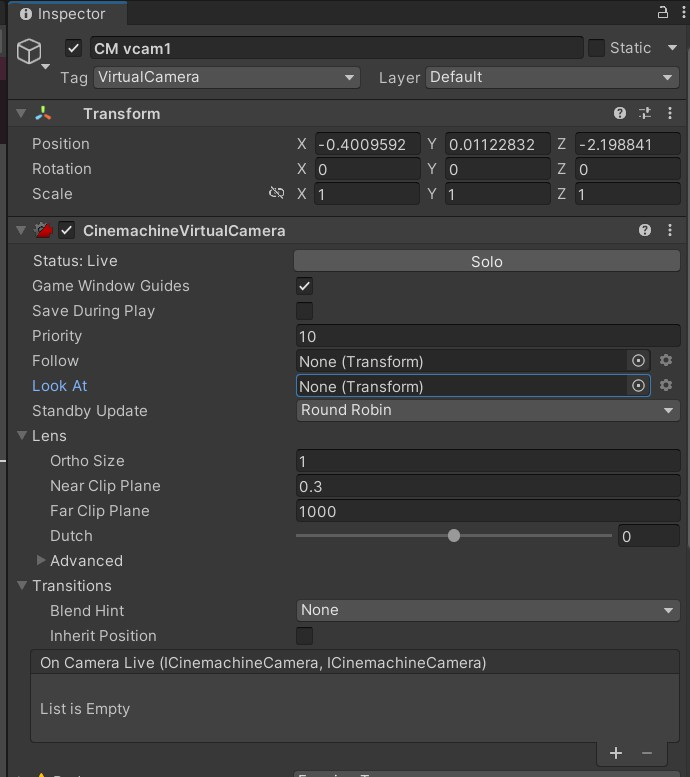 Inspector
CM vcam1 Static
Tag VirtualCamera Layer Default
Transform
Position X -0.4009592 Y 0.01122832 Z -2.198841
Rotation X 0 Y 0 Z 0
Scale X 1 Y 1 Z 1
CinemachineVirtualCamera
Status: Live Solo
Game Window Guides
Save During Play
Priority 10
Follow None (Transform)
Look At None (Transform)
Standby Update Round Robin
Lens
Ortho Size 1
Near Clip Plane 0.3
Far Clip Plane 1000
Dutch 0
Advanced
Transitions
Blend Hint None
Inherit Position
On Camera Live (ICinemachineCamera, ICinemachineCamera)
List is Empty